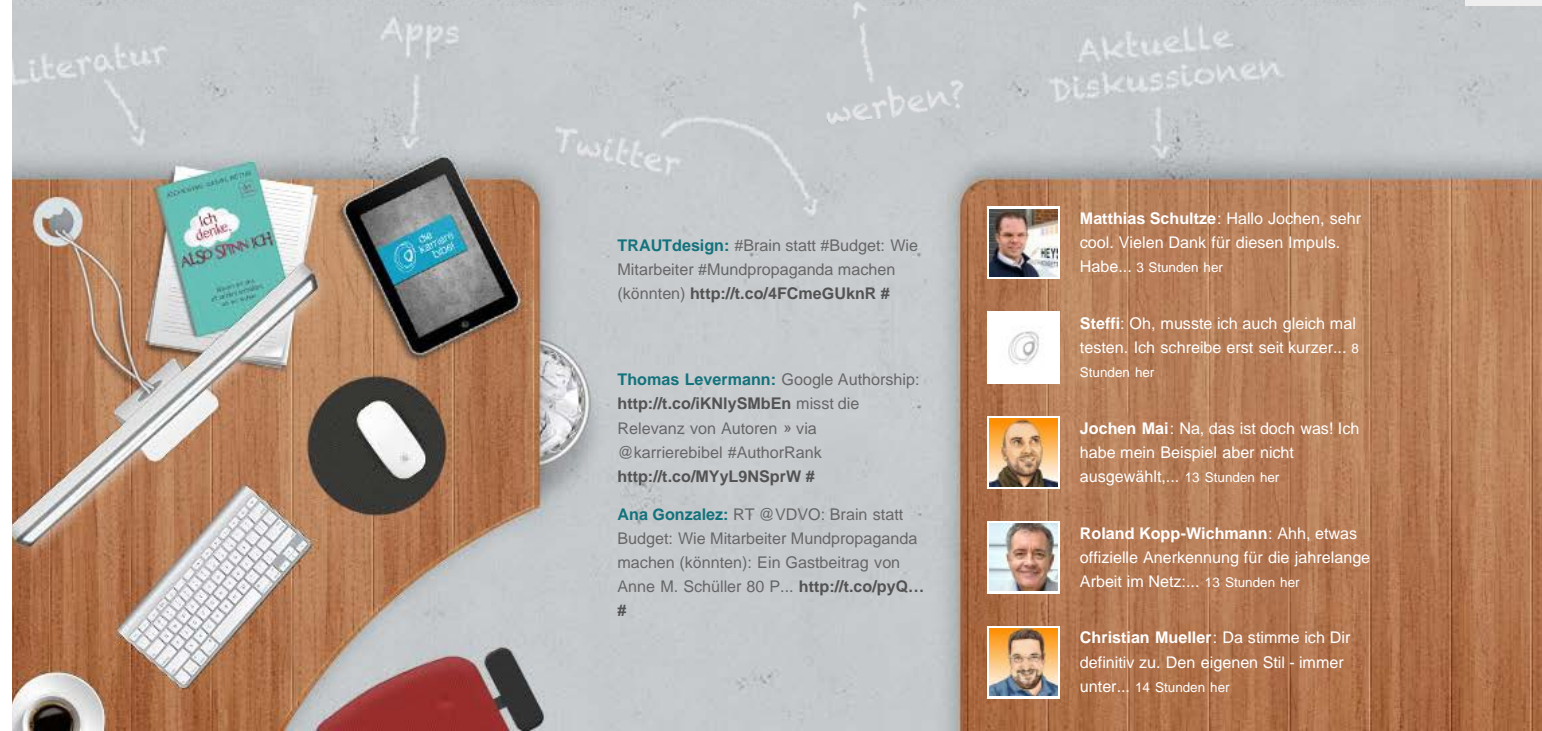 Literatur
Apps
Twitter
werben?
Aktuelle
Diskussionen
Ich
denke,
ALSO SPINN ICH
die
karriere
bibel
TRAUTdesign: #Brain statt #Budget: Wie
Mitarbeiter #Mundpropaganda machen
(könnten) http://t.co/4FCmeGUknR #
Thomas Levermann: Google Authorship:
http://t.co/iKNlySMbEn misst die
Relevanz von Autoren » via
@karrierebibel #AuthorRank
http://t.co/MYyL9NSprW #
Ana Gonzalez: RT @VDVO: Brain statt
Budget: Wie Mitarbeiter Mundpropaganda
machen (könnten): Ein Gastbeitrag von
Anne M. Schüller 80 P... http://t.co/pyQ…
#
HEY
Matthias Schultze: Hallo Jochen, sehr
cool. Vielen Dank für diesen Impuls.
Habe... 3 Stunden her
Steffi: Oh, musste ich auch gleich mal
testen. Ich schreibe erst seit kurzer... 8
Stunden her
Jochen Mai: Na, das ist doch was! Ich
habe mein Beispiel aber nicht
ausgewählt,... 13 Stunden her
Roland Kopp-Wichmann: Ahh, etwas
offizielle Anerkennung für die jahrelange
Arbeit im Netz:... 13 Stunden her
Christian Mueller: Da stimme ich Dir
definitiv zu. Den eigenen Stil - immer
unter... 14 Stunden her